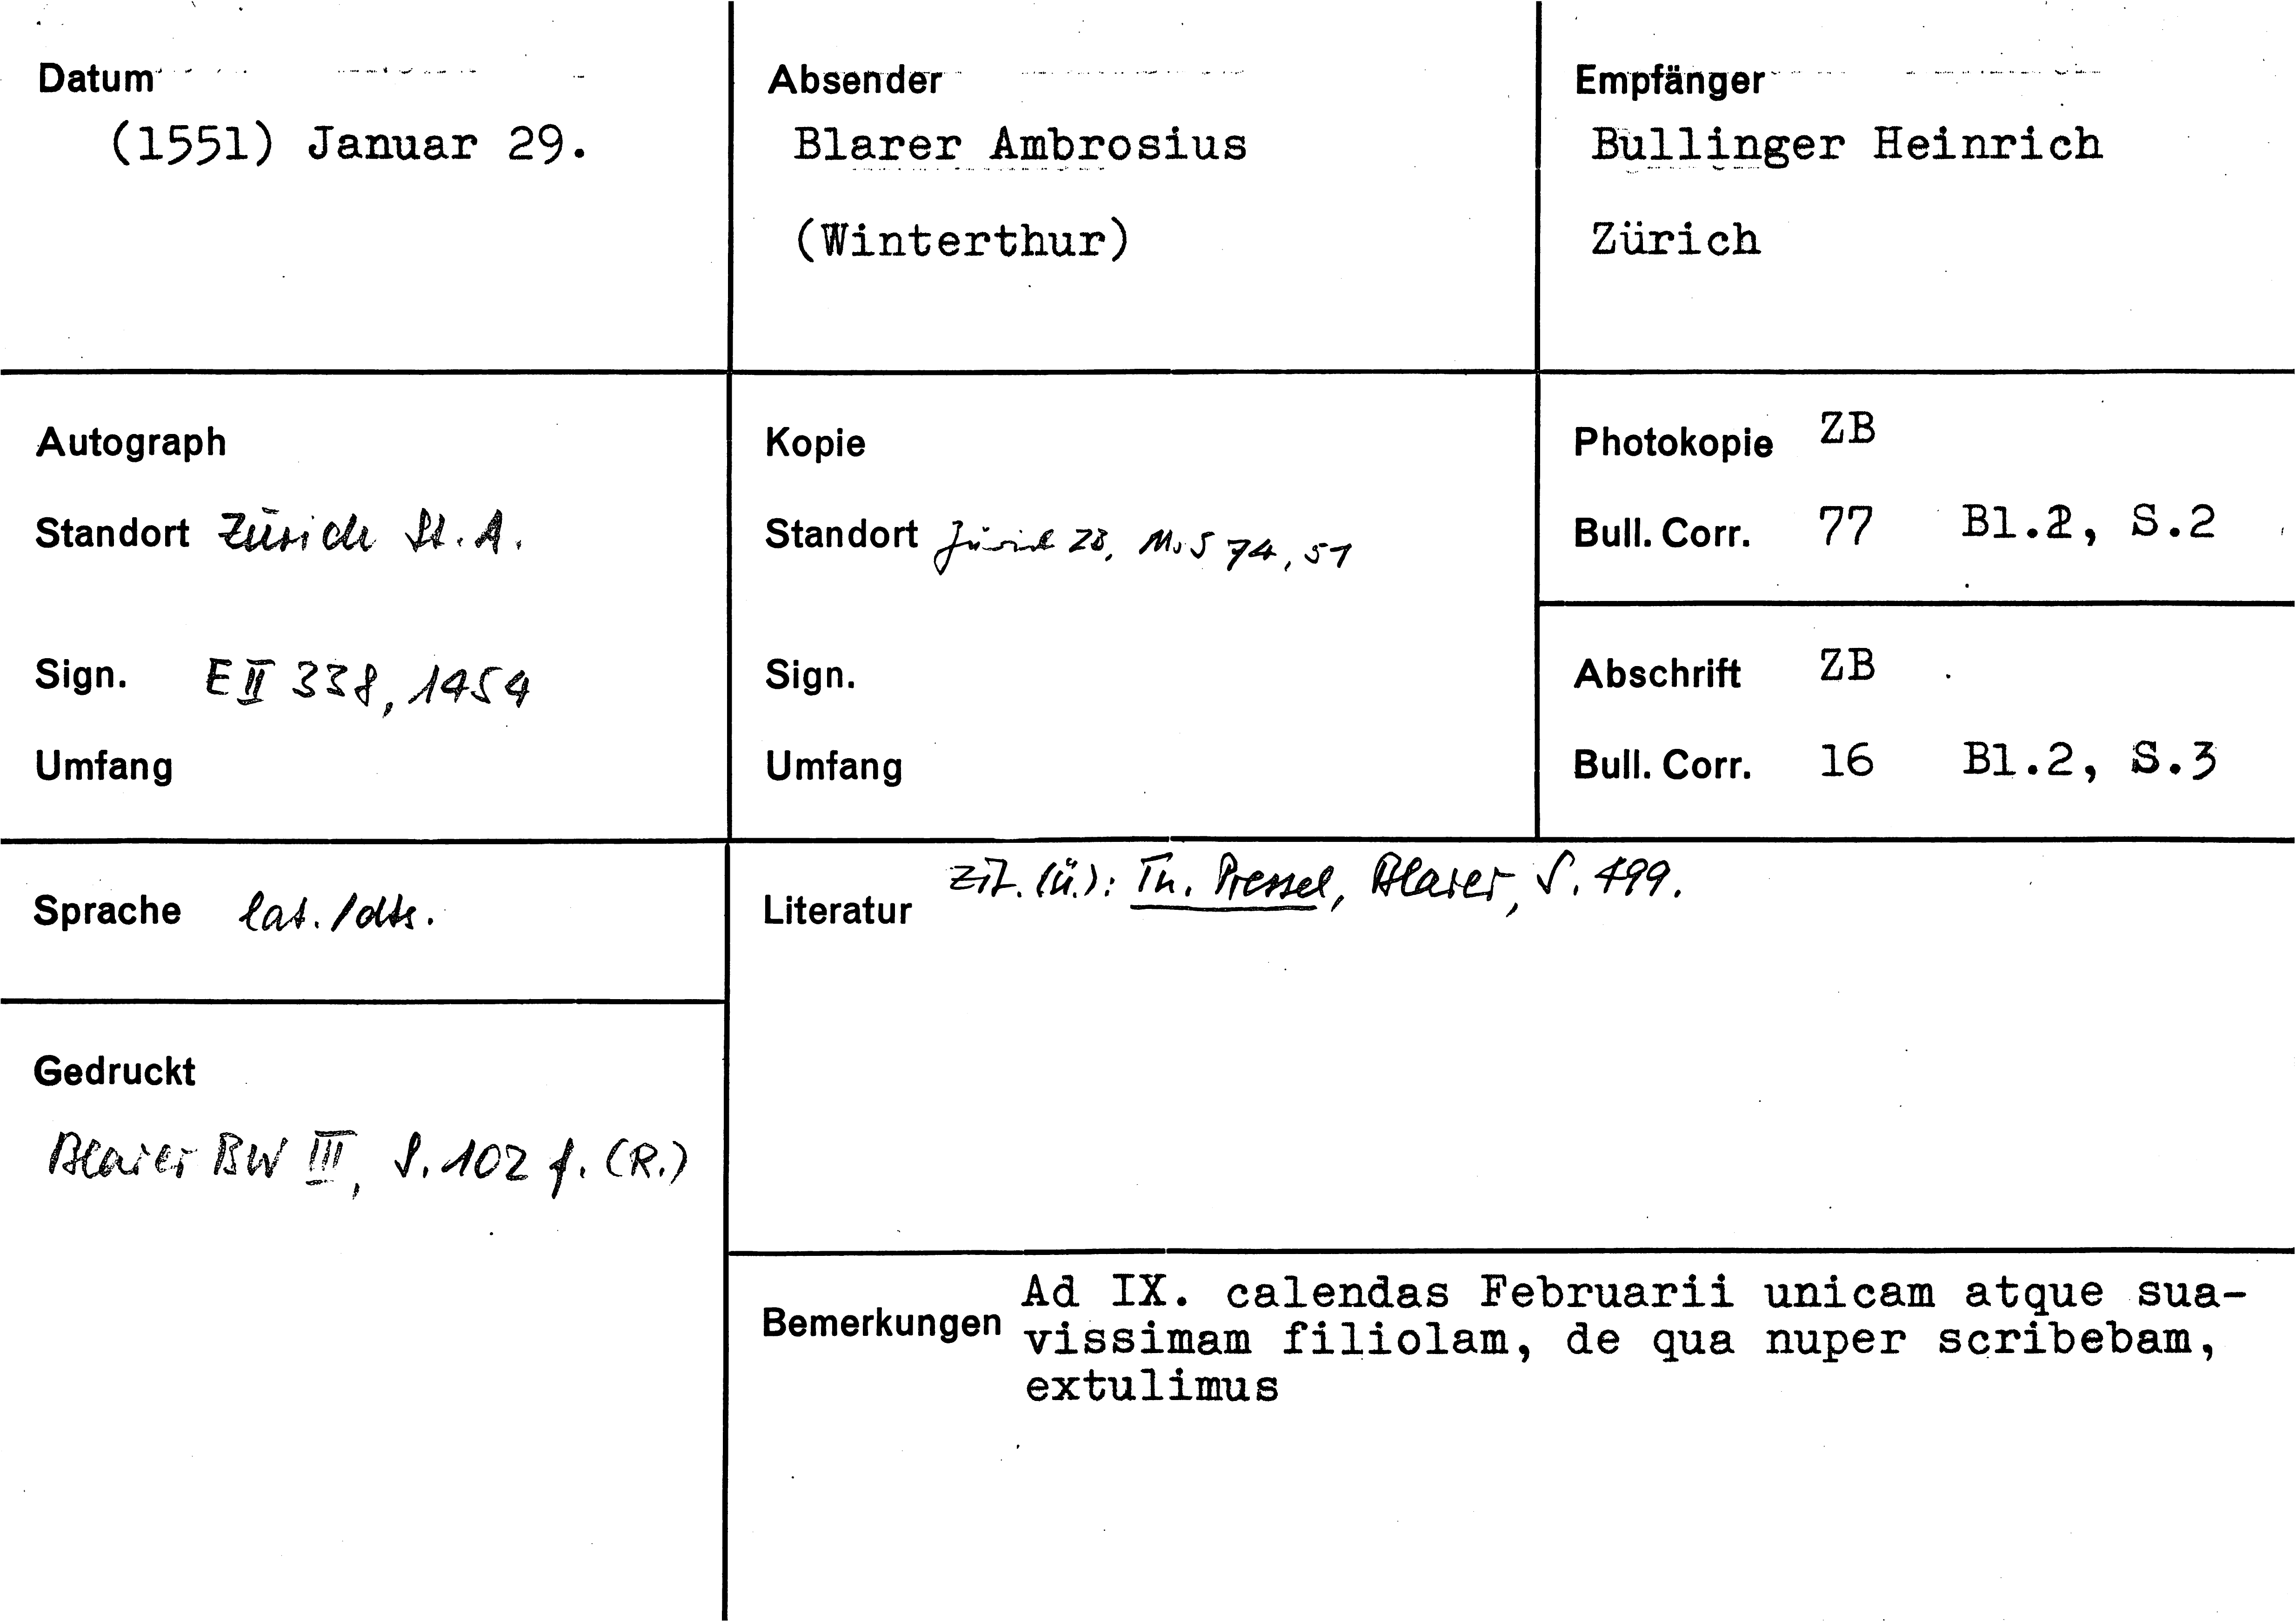 Datum
(1551) Januar 29.
Absender
Blarer Ambrosius
(Winterthur)
Empfänger
Bullinger Heinrich
Zürich
Autograph
Standort Zürich St. A.
Sign. E II 338, 1454
Umfang
Kopie
Standort Zürich ZB, Ms S 74, 51
Sign.
Umfang
Photokopie ZB
Bull. Corr. 77 Bl.2, S.2
Abschrift ZB
Bull. Corr. 16 Bl.2, S.3
Sprache lat./dts.
Literatur zit. (ü.): Th. Pressel, Blarer, S. 499.
Gedruckt
Blarer BW III, S. 102 f. (R.)
Bemerkungen Ad IX. calendas Februarii unicam atque sua-
vissimam filiolam, de qua nuper scribebam,
extulimus